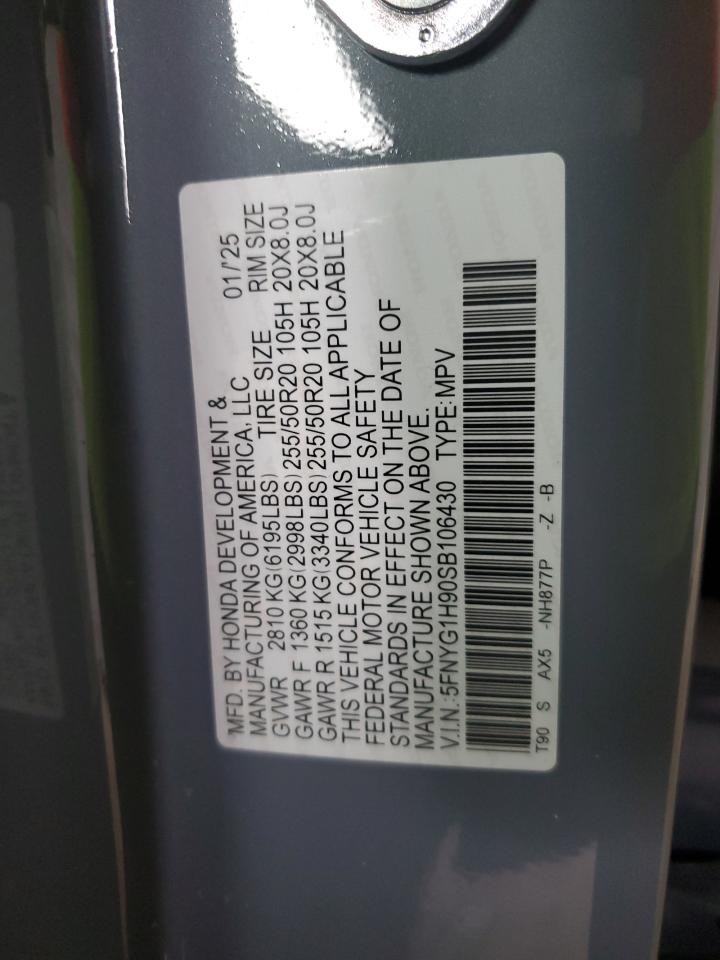 MFD. BY HONDA DEVELOPMENT &
MANUFACTURING OF AMERICA, LLC 01/'25
GVWR 2810 KG(6195LBS) TIRE SIZE RIM SIZE
GAWR F 1360 KG(2998LBS) 255/50R20 105H 20X8.0J
GAWR R 1515 KG(3340LBS) 255/50R20 105H 20X8.0J
THIS VEHICLE CONFORMS TO ALL APPLICABLE
FEDERAL MOTOR VEHICLE SAFETY
STANDARDS IN EFFECT ON THE DATE OF
MANUFACTURE SHOWN ABOVE.
V.I.N.:5FNYG1H90SB106430 TYPE:MPV
T90 S AX5 -NH877P -Z -B